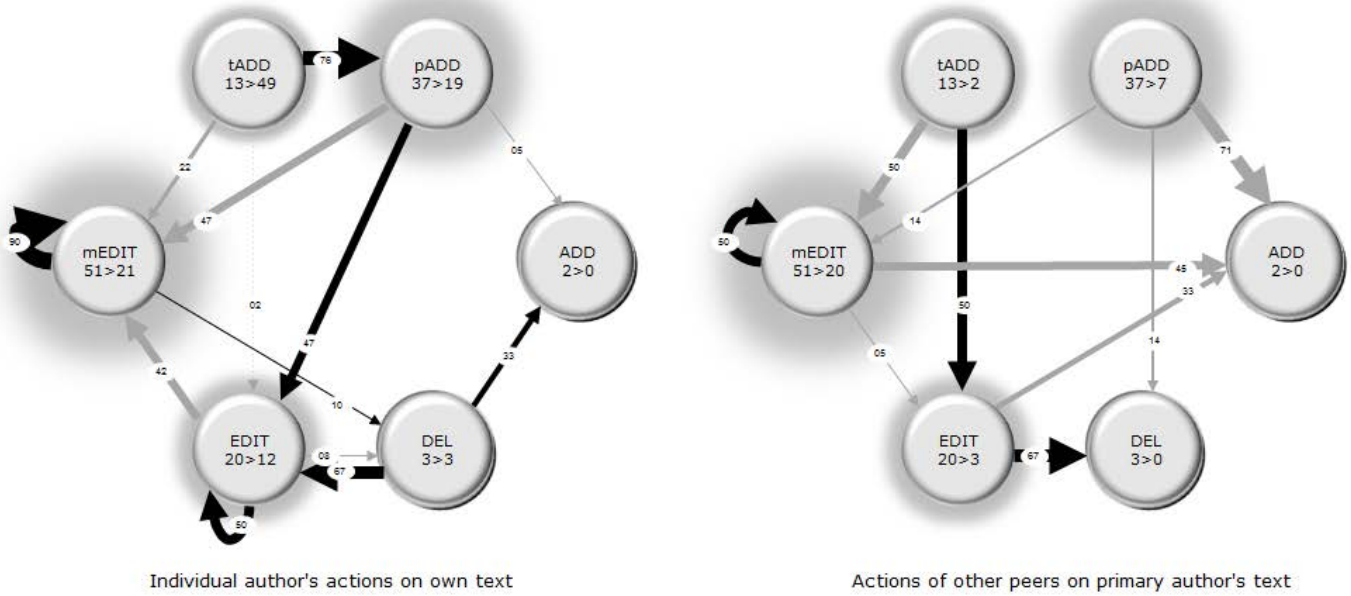 tADD
13>49
76
pADD
37>19
22
05
47
90
mEDIT
51>21
ADD
2>0
02
47
42
33
10
EDIT
20>12
08
67
DEL
3>3
50
Individual author's actions on own text
tADD
13>2
pADD
37>7
50
71
14
50
mEDIT
51>20
ADD
2>0
45
33
50
05
14
EDIT
20>3
67
DEL
3>0
Actions of other peers on primary author's text